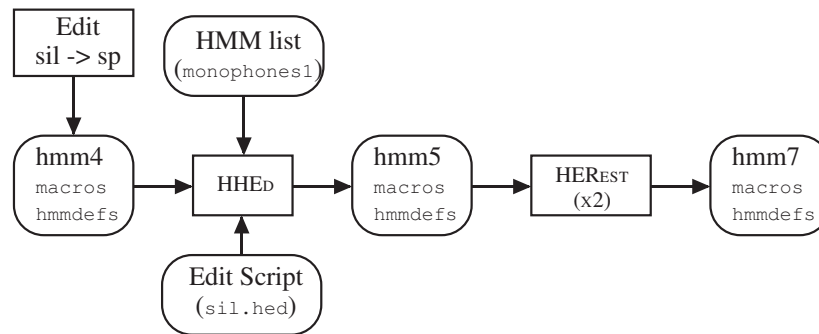 Edit
sil -> sp
HMM list
(monophones1)
hmm4
macros
hmmdefs
HHED
hmm5
macros
hmmdefs
HEREST
(x2)
hmm7
macros
hmmdefs
Edit Script
(sil.hed)